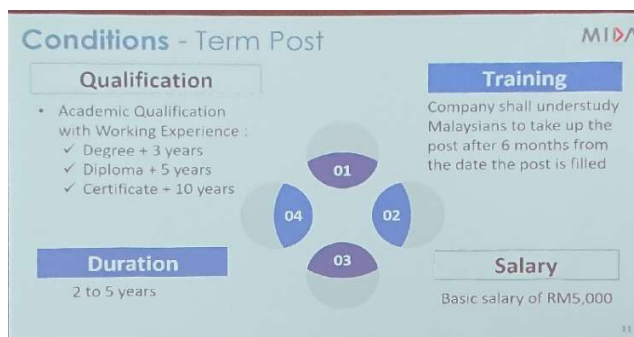 Conditions - Term Post
MIDA
Qualification
• Academic Qualification
with Working Experience :
✓ Degree + 3 years
✓ Diploma + 5 years
✓ Certificate + 10 years
Training
Company shall understudy
Malaysians to take up the
post after 6 months from
the date the post is filled
01
04
02
03
Duration
2 to 5 years
Salary
Basic salary of RM5,000
11